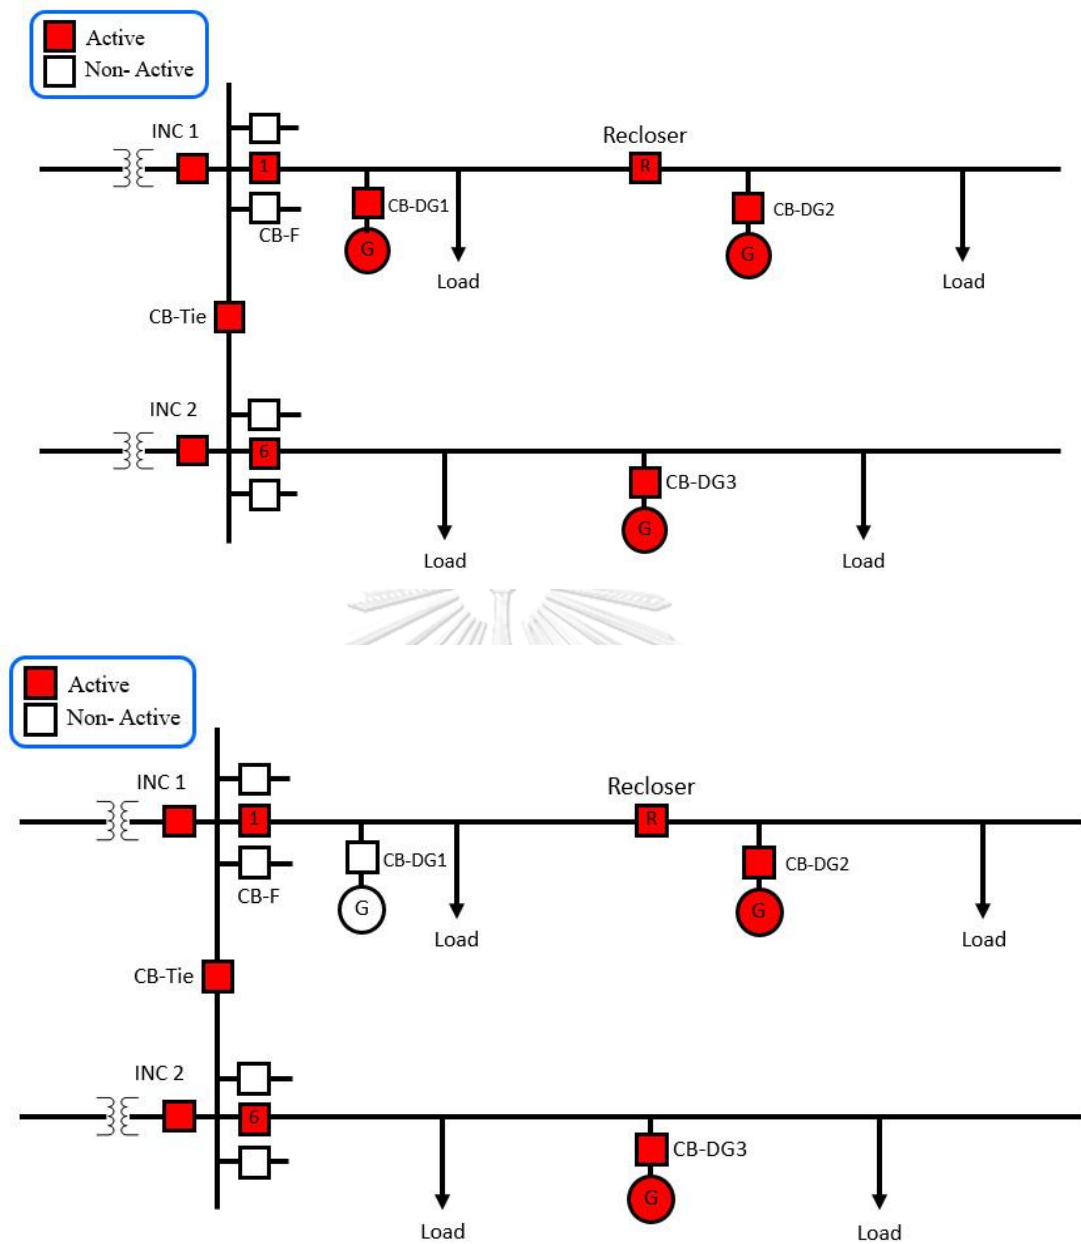 Active
Non- Active
INC 1
1
Recloser
R
CB-DG1
CB-DG2
CB-F
G
G
Load
Load
CB-Tie
INC 2
6
CB-DG3
G
Load
Load
Active
Non- Active
INC 1
1
Recloser
R
CB-DG1
CB-DG2
CB-F
G
G
Load
Load
CB-Tie
INC 2
6
CB-DG3
G
Load
Load